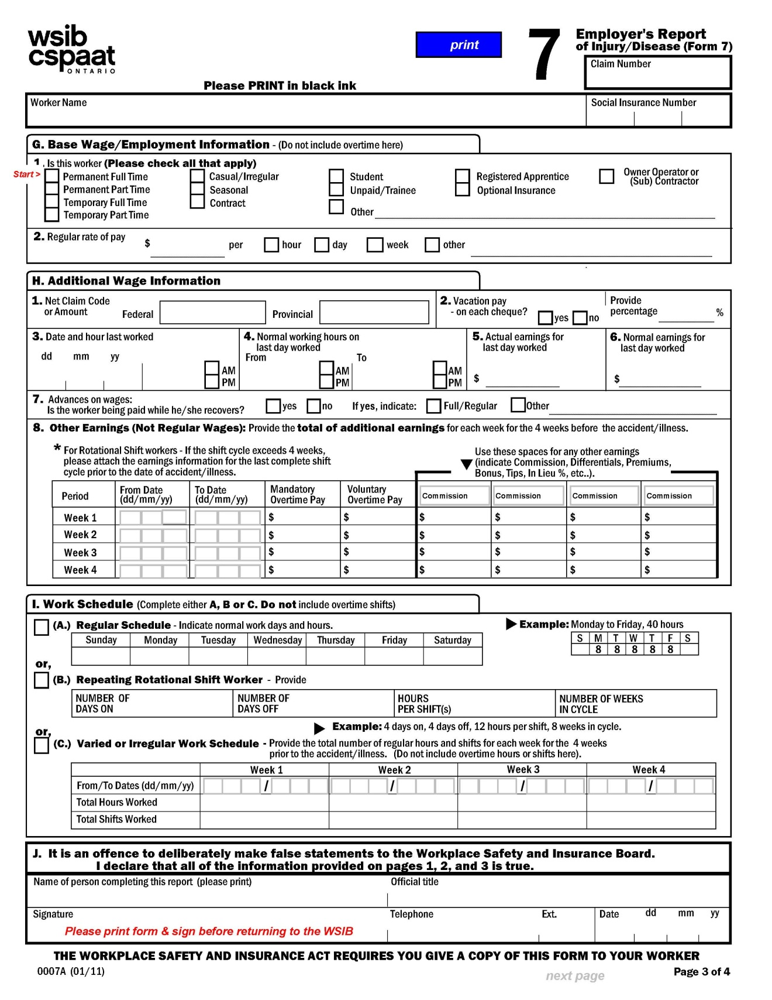 wsib
cspaat
ONTARIO
print
7
Employer's Report
of Injury/Disease (Form 7)
Claim Number
Please PRINT in black ink
Worker Name
Social Insurance Number
G. Base Wage/Employment Information - (Do not include overtime here)
1. Is this worker (Please check all that apply)
Start >
Permanent Full Time
Casual/Irregular
Student
Registered Apprentice
Owner Operator or
(Sub) Contractor
Permanent Part Time
Seasonal
Unpaid/Trainee
Optional Insurance
Temporary Full Time
Contract
Other
Temporary Part Time
2. Regular rate of pay $ per hour day week other
H. Additional Wage Information
1. Net Claim Code
or Amount Federal Provincial
2. Vacation pay
- on each cheque? yes no
Provide
percentage %
3. Date and hour last worked
dd mm yy
AM
PM
4. Normal working hours on
last day worked
From To
AM AM
PM PM
5. Actual earnings for
last day worked
$
6. Normal earnings for
last day worked
$
7. Advances on wages:
Is the worker being paid while he/she recovers? yes no If yes, indicate: Full/Regular Other
8. Other Earnings (Not Regular Wages): Provide the total of additional earnings for each week for the 4 weeks before the accident/illness.
* For Rotational Shift workers - If the shift cycle exceeds 4 weeks,
please attach the earnings information for the last complete shift
cycle prior to the date of accident/illness.
Use these spaces for any other earnings
(indicate Commission, Differentials, Premiums,
Bonus, Tips, In Lieu %, etc..).
Period
From Date
(dd/mm/yy)
To Date
(dd/mm/yy)
Mandatory
Overtime Pay
Voluntary
Overtime Pay
Commission Commission Commission Commission
Week 1 $ $ $ $ $ $
Week 2 $ $ $ $ $ $
Week 3 $ $ $ $ $ $
Week 4 $ $ $ $ $ $
I. Work Schedule (Complete either A, B or C. Do not include overtime shifts)
(A.) Regular Schedule - Indicate normal work days and hours.
Sunday Monday Tuesday Wednesday Thursday Friday Saturday
Example: Monday to Friday, 40 hours
S M T W T F S
8 8 8 8 8
or,
(B.) Repeating Rotational Shift Worker - Provide
NUMBER OF
DAYS ON
NUMBER OF
DAYS OFF
HOURS
PER SHIFT(s)
NUMBER OF WEEKS
IN CYCLE
Example: 4 days on, 4 days off, 12 hours per shift, 8 weeks in cycle.
or,
(C.) Varied or Irregular Work Schedule - Provide the total number of regular hours and shifts for each week for the 4 weeks
prior to the accident/illness. (Do not include overtime hours or shifts here).
Week 1 Week 2 Week 3 Week 4
From/To Dates (dd/mm/yy) / / / /
Total Hours Worked
Total Shifts Worked
J. It is an offence to deliberately make false statements to the Workplace Safety and Insurance Board.
I declare that all of the information provided on pages 1, 2, and 3 is true.
Name of person completing this report (please print)
Official title
Signature
Telephone Ext. Date dd mm yy
Please print form & sign before returning to the WSIB
THE WORKPLACE SAFETY AND INSURANCE ACT REQUIRES YOU GIVE A COPY OF THIS FORM TO YOUR WORKER
0007A (01/11)
next page
Page 3 of 4